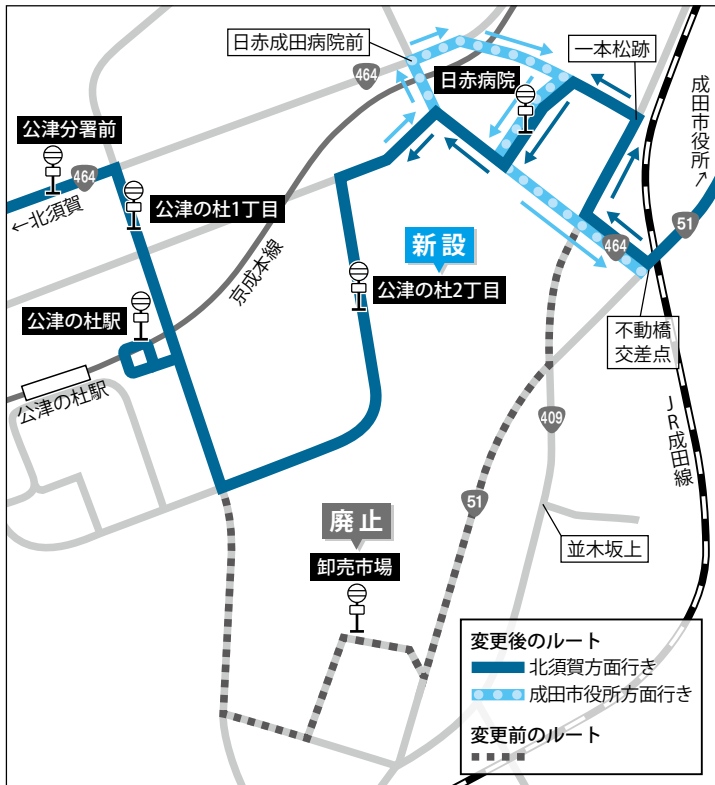 日赤成田病院前
一本松跡
464
日赤病院
成田市役所→
公津分署前
464
←北須賀
公津の杜1丁目
51
464
新設
京成本線
公津の杜2丁目
公津の杜駅
不動橋
交差点
公津の杜駅
JR成田線
409
51
廃止
並木坂上
卸売市場
変更後のルート
北須賀方面行き
成田市役所方面行き
変更前のルート